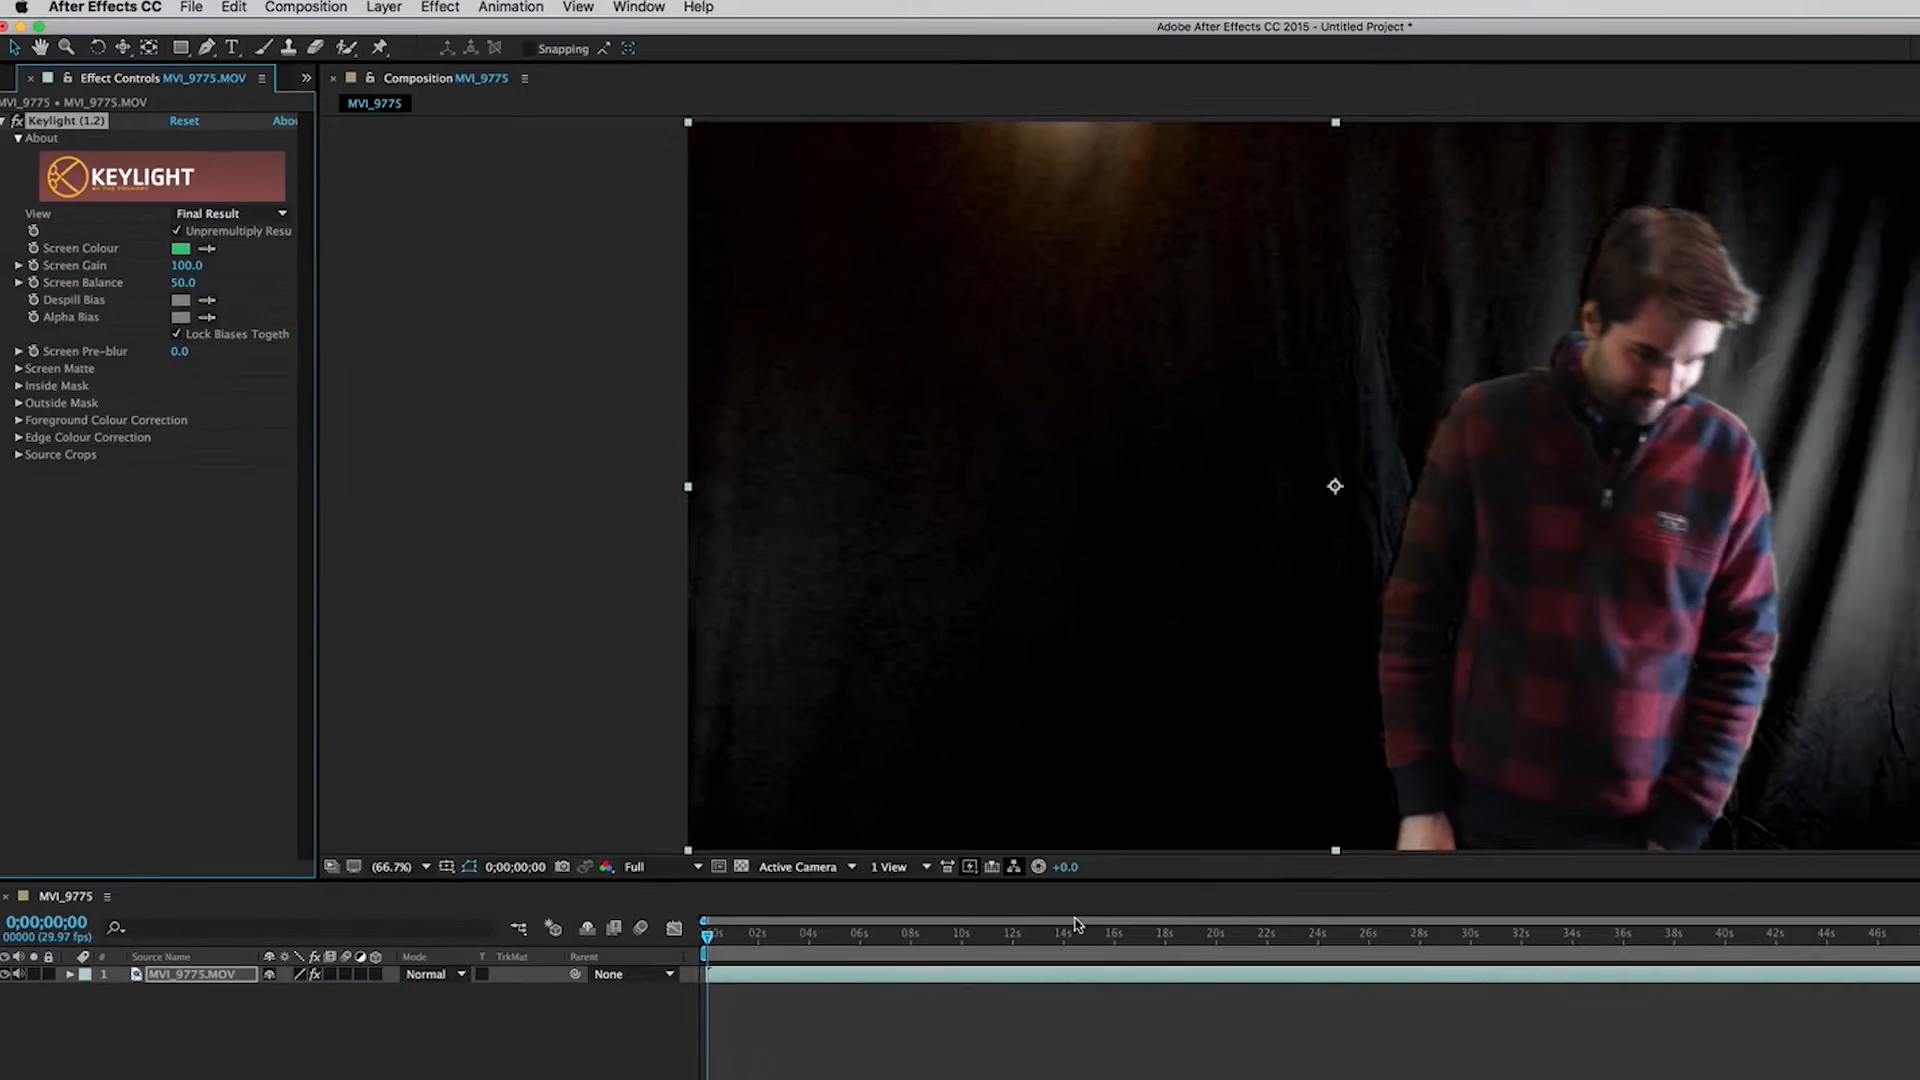 After Effects CC File Edit Composition Layer Effect Animation View Window Help
Adobe After Effects CC 2015 - Untitled Project *
Snapping
Effect Controls MVI_9775.MOV
Composition MVI_9775
MVI_9775 • MVI_9775.MOV
MVI_9775
fx Keylight (1.2) Reset Abou
About
KEYLIGHT
BY THE FOUNDRY
View Final Result
Unpremultiply Resu
Screen Colour
Screen Gain 100.0
Screen Balance 50.0
Despill Bias
Alpha Bias
Lock Biases Togeth
Screen Pre-blur 0.0
Screen Matte
Inside Mask
Outside Mask
Foreground Colour Correction
Edge Colour Correction
Source Crops
(66.7%) 0;00;00;00 Full Active Camera 1 View +0.0
MVI_9775
0;00;00;00
00000 (29.97 fps)
0s 02s 04s 06s 08s 10s 12s 14s 16s 18s 20s 22s 24s 26s 28s 30s 32s 34s 36s 38s 40s 42s 44s 46s
# Source Name fx Mode T TrkMat Parent
1 MVI_9775.MOV fx Normal None